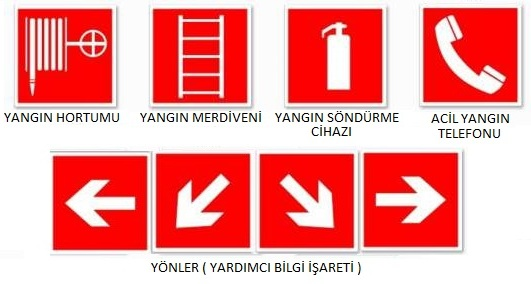 YANGIN HORTUMU
YANGIN MERDİVENİ
YANGIN SÖNDÜRME
CİHAZI
ACİL YANGIN
TELEFONU
YÖNLER ( YARDIMCI BİLGİ İŞARETİ )